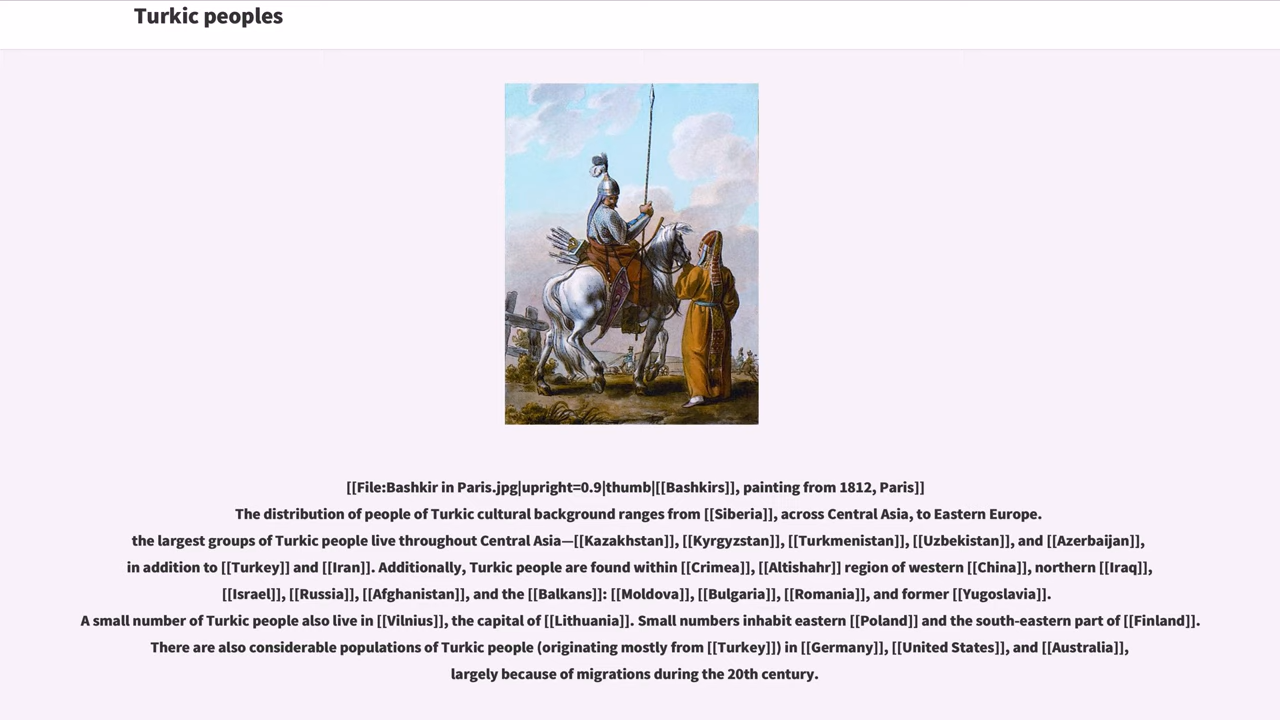 Turkic peoples
[[File:Bashkir in Paris.jpg|upright=0.9|thumb|[[Bashkirs]], painting from 1812, Paris]]
The distribution of people of Turkic cultural background ranges from [[Siberia]], across Central Asia, to Eastern Europe.
the largest groups of Turkic people live throughout Central Asia—[[Kazakhstan]], [[Kyrgyzstan]], [[Turkmenistan]], [[Uzbekistan]], and [[Azerbaijan]],
in addition to [[Turkey]] and [[Iran]]. Additionally, Turkic people are found within [[Crimea]], [[Altishahr]] region of western [[China]], northern [[Iraq]],
[[Israel]], [[Russia]], [[Afghanistan]], and the [[Balkans]]: [[Moldova]], [[Bulgaria]], [[Romania]], and former [[Yugoslavia]].
A small number of Turkic people also live in [[Vilnius]], the capital of [[Lithuania]]. Small numbers inhabit eastern [[Poland]] and the south-eastern part of [[Finland]].
There are also considerable populations of Turkic people (originating mostly from [[Turkey]]) in [[Germany]], [[United States]], and [[Australia]],
largely because of migrations during the 20th century.